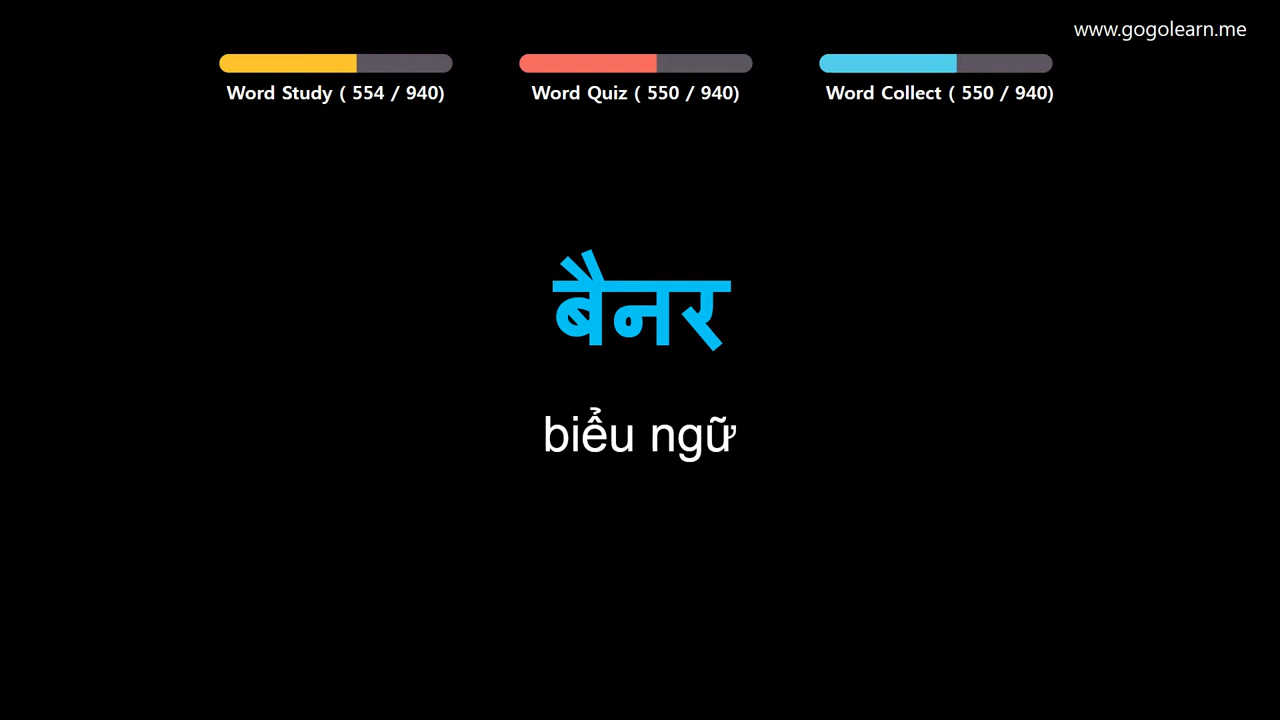 www.gogolearn.me
Word Study ( 554 / 940)
Word Quiz ( 550 / 940)
Word Collect ( 550 / 940)
बैनर
biểu ngữ